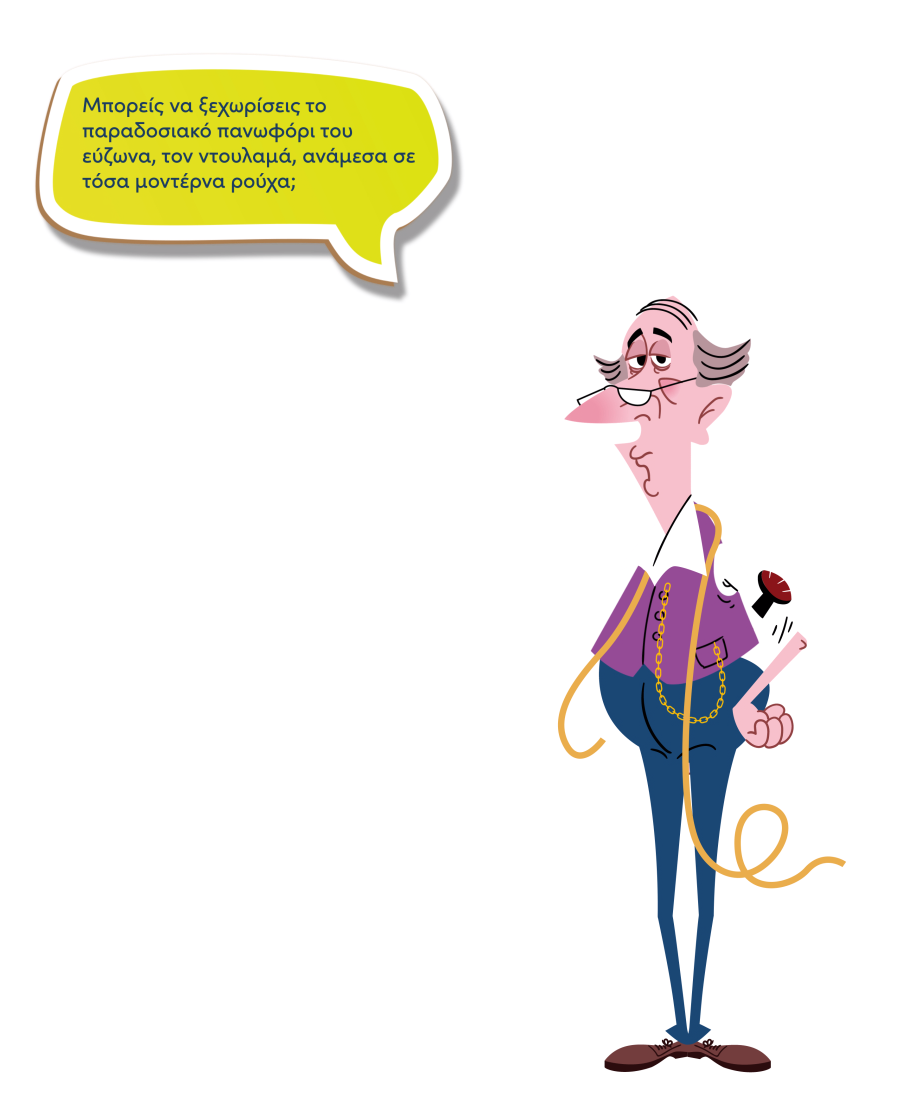 Μπορείς να ξεχωρίσεις το
παραδοσιακό πανωφόρι του
εύζωνα, τον ντουλαμά, ανάμεσα σε
τόσα μοντέρνα ρούχα;